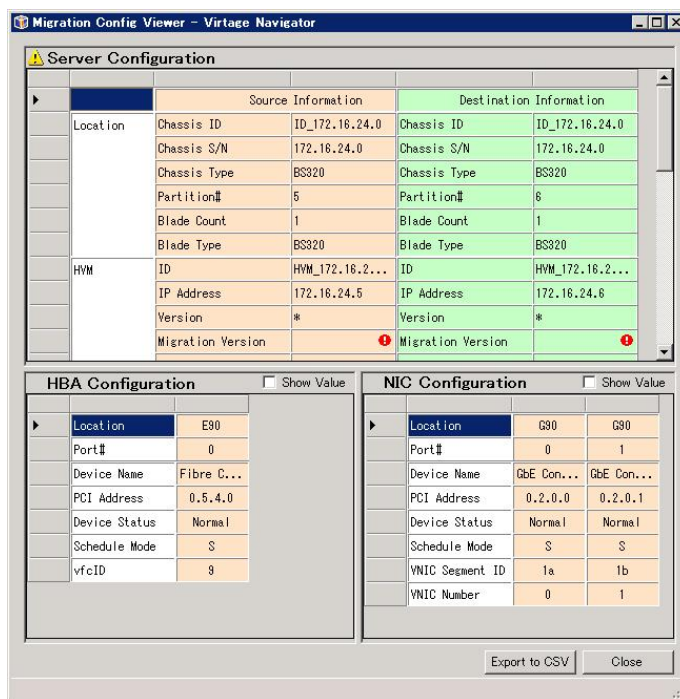 Migration Config Viewer - Virtage Navigator
Server Configuration
Source Information Destination Information
Location Chassis ID ID_172.16.24.0 Chassis ID ID_172.16.24.0
Chassis S/N 172.16.24.0 Chassis S/N 172.16.24.0
Chassis Type BS320 Chassis Type BS320
Partition# 5 Partition# 6
Blade Count 1 Blade Count 1
Blade Type BS320 Blade Type BS320
HVM ID HVM_172.16.2... ID HVM_172.16.2...
IP Address 172.16.24.5 IP Address 172.16.24.6
Version * Version *
Migration Version Migration Version
HBA Configuration Show Value
Location E90
Port# 0
Device Name Fibre C...
PCI Address 0.5.4.0
Device Status Normal
Schedule Mode S
vfcID 9
NIC Configuration Show Value
Location G90 G90
Port# 0 1
Device Name GbE Con... GbE Con...
PCI Address 0.2.0.0 0.2.0.1
Device Status Normal Normal
Schedule Mode S S
VNIC Segment ID 1a 1b
VNIC Number 0 1
Export to CSV Close